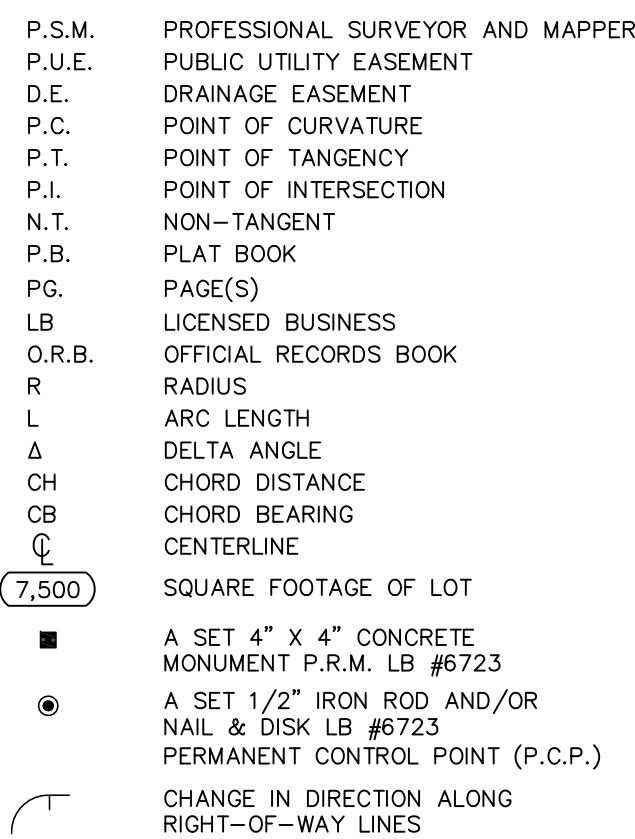 P.S.M. PROFESSIONAL SURVEYOR AND MAPPER
P.U.E. PUBLIC UTILITY EASEMENT
D.E. DRAINAGE EASEMENT
P.C. POINT OF CURVATURE
P.T. POINT OF TANGENCY
P.I. POINT OF INTERSECTION
N.T. NON-TANGENT
P.B. PLAT BOOK
PG. PAGE(S)
LB LICENSED BUSINESS
O.R.B. OFFICIAL RECORDS BOOK
R RADIUS
L ARC LENGTH
Δ DELTA ANGLE
CH CHORD DISTANCE
CB CHORD BEARING
℄ CENTERLINE
7,500 SQUARE FOOTAGE OF LOT
A SET 4" X 4" CONCRETE
MONUMENT P.R.M. LB #6723
A SET 1/2" IRON ROD AND/OR
NAIL & DISK LB #6723
PERMANENT CONTROL POINT (P.C.P.)
CHANGE IN DIRECTION ALONG
RIGHT-OF-WAY LINES